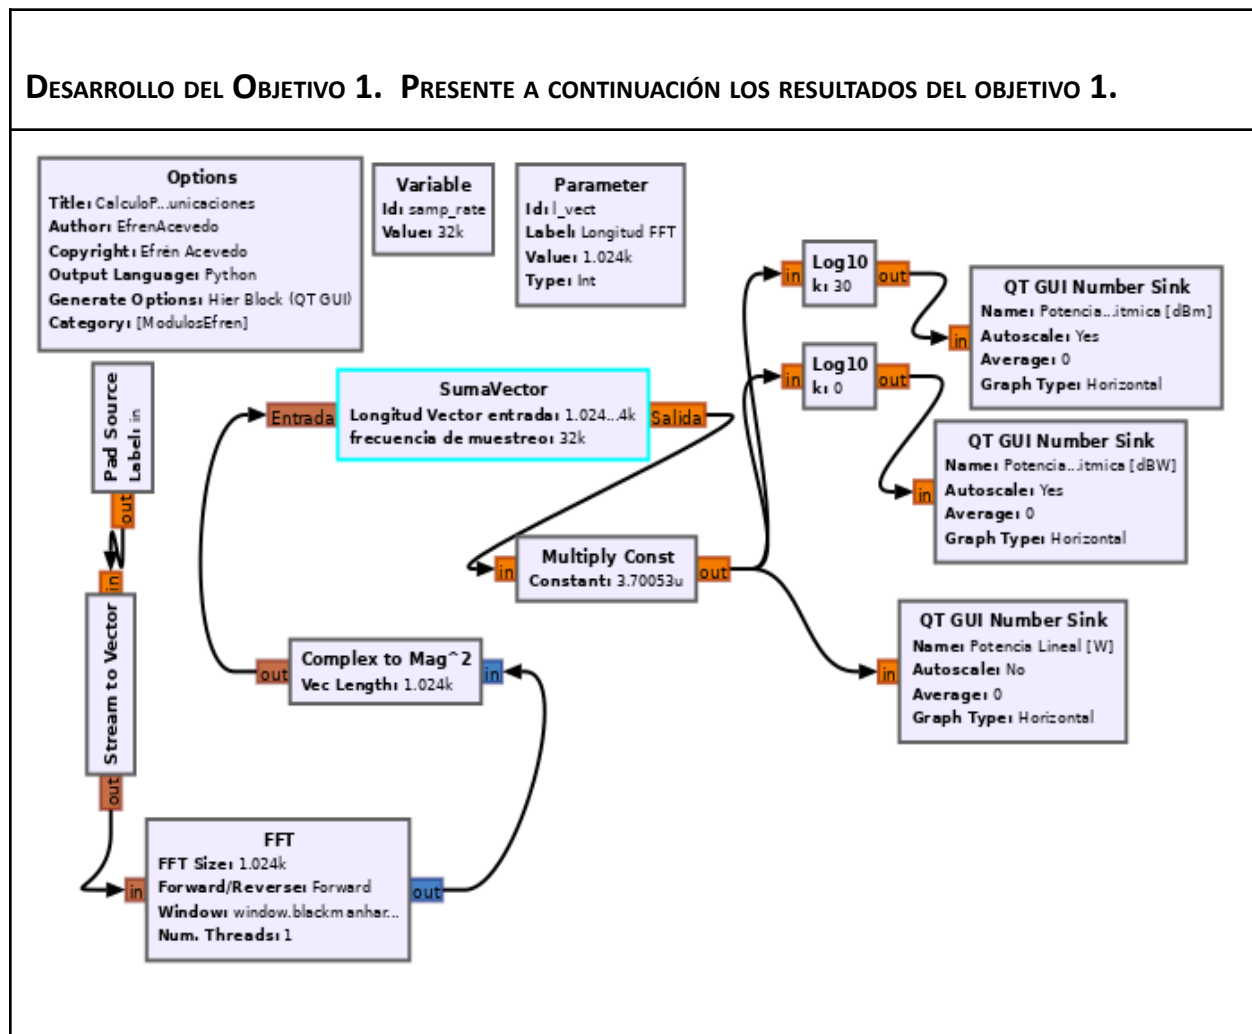 DESARROLLO DEL OBJETIVO 1. PRESENTE A CONTINUACIÓN LOS RESULTADOS DEL OBJETIVO 1.
Options
Title: CalculoP...unicaciones
Author: EfrenAcevedo
Copyright: Efrén Acevedo
Output Language: Python
Generate Options: Hier Block (QT GUI)
Category: [ModulosEfren]
Variable
Id: samp_rate
Value: 32k
Parameter
Id: l_vect
Label: Longitud FFT
Value: 1.024k
Type: Int
Log10
k: 30
in
out
QT GUI Number Sink
Name: Potencia...itmica [dBm]
Autoscale: Yes
Average: 0
Graph Type: Horizontal
in
Log10
k: 0
in
out
QT GUI Number Sink
Name: Potencia...itmica [dBW]
Autoscale: Yes
Average: 0
Graph Type: Horizontal
in
Pad Source
Label: in
out
SumaVector
Longitud Vector entrada: 1.024...4k
frecuencia de muestreo: 32k
Entrada
Salida
Multiply Const
Constant: 3.70053u
in
out
QT GUI Number Sink
Name: Potencia Lineal [W]
Autoscale: No
Average: 0
Graph Type: Horizontal
in
Stream to Vector
in
out
Complex to Mag^2
Vec Length: 1.024k
out
in
FFT
FFT Size: 1.024k
Forward/Reverse: Forward
Window: window.blackmanhar...
Num. Threads: 1
in
out